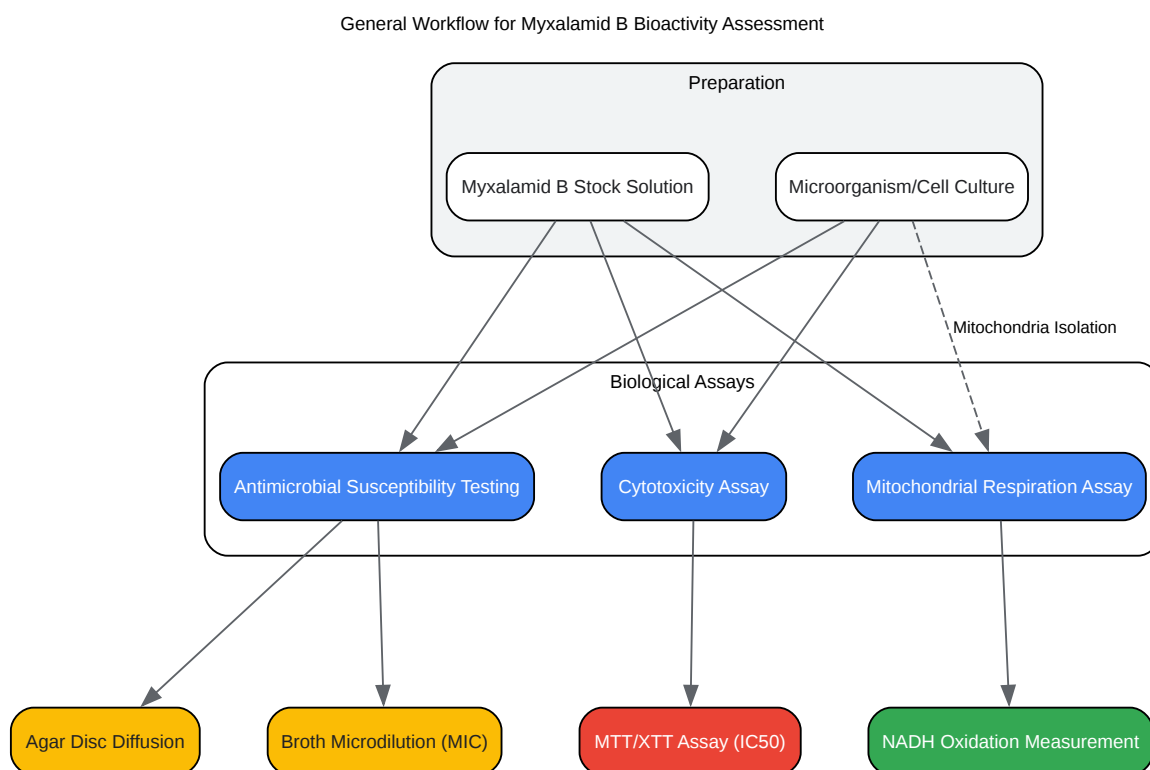 General Workflow for Myxalamid B Bioactivity Assessment
Preparation
Myxalamid B Stock Solution
Microorganism/Cell Culture
Mitochondria Isolation
Biological Assays
Antimicrobial Susceptibility Testing
Cytotoxicity Assay
Mitochondrial Respiration Assay
Agar Disc Diffusion
Broth Microdilution (MIC)
MTT/XTT Assay (IC50)
NADH Oxidation Measurement